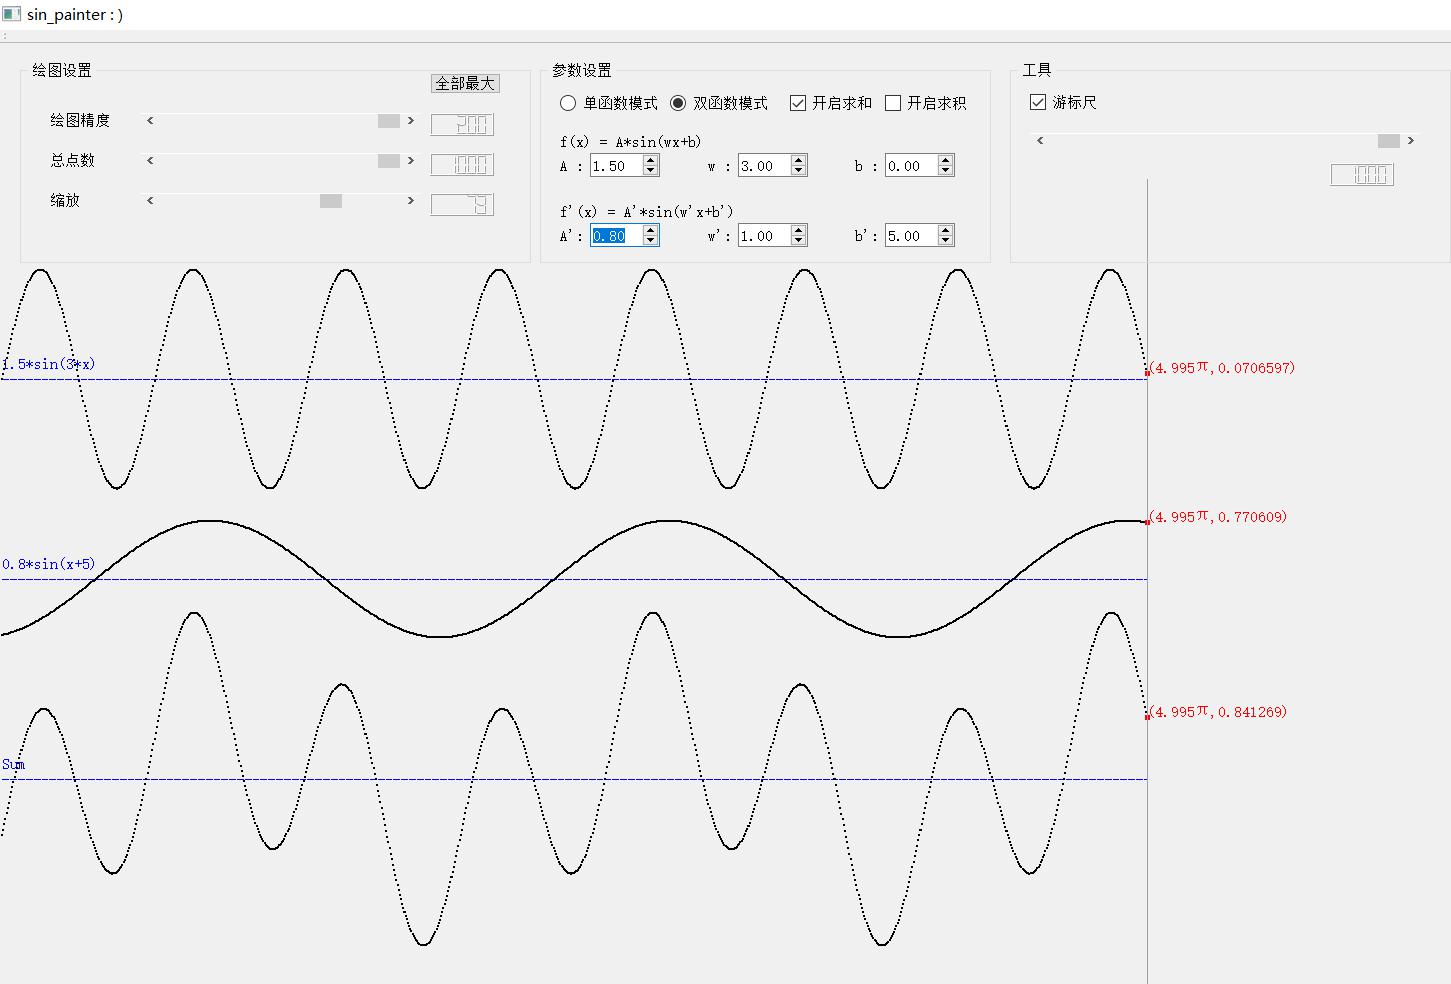 sin_painter : )
绘图设置
全部最大
绘图精度
200
总点数
1000
缩放
79
参数设置
单函数模式 双函数模式 开启求和 开启求积
f(x) = A*sin(wx+b)
A : 1.50 w : 3.00 b : 0.00
f'(x) = A'*sin(w'x+b')
A': 0.80 w': 1.00 b': 5.00
工具
游标尺
1000
1.5*sin(3*x)
(4.995π,0.0706597)
0.8*sin(x+5)
(4.995π,0.770609)
Sum
(4.995π,0.841269)